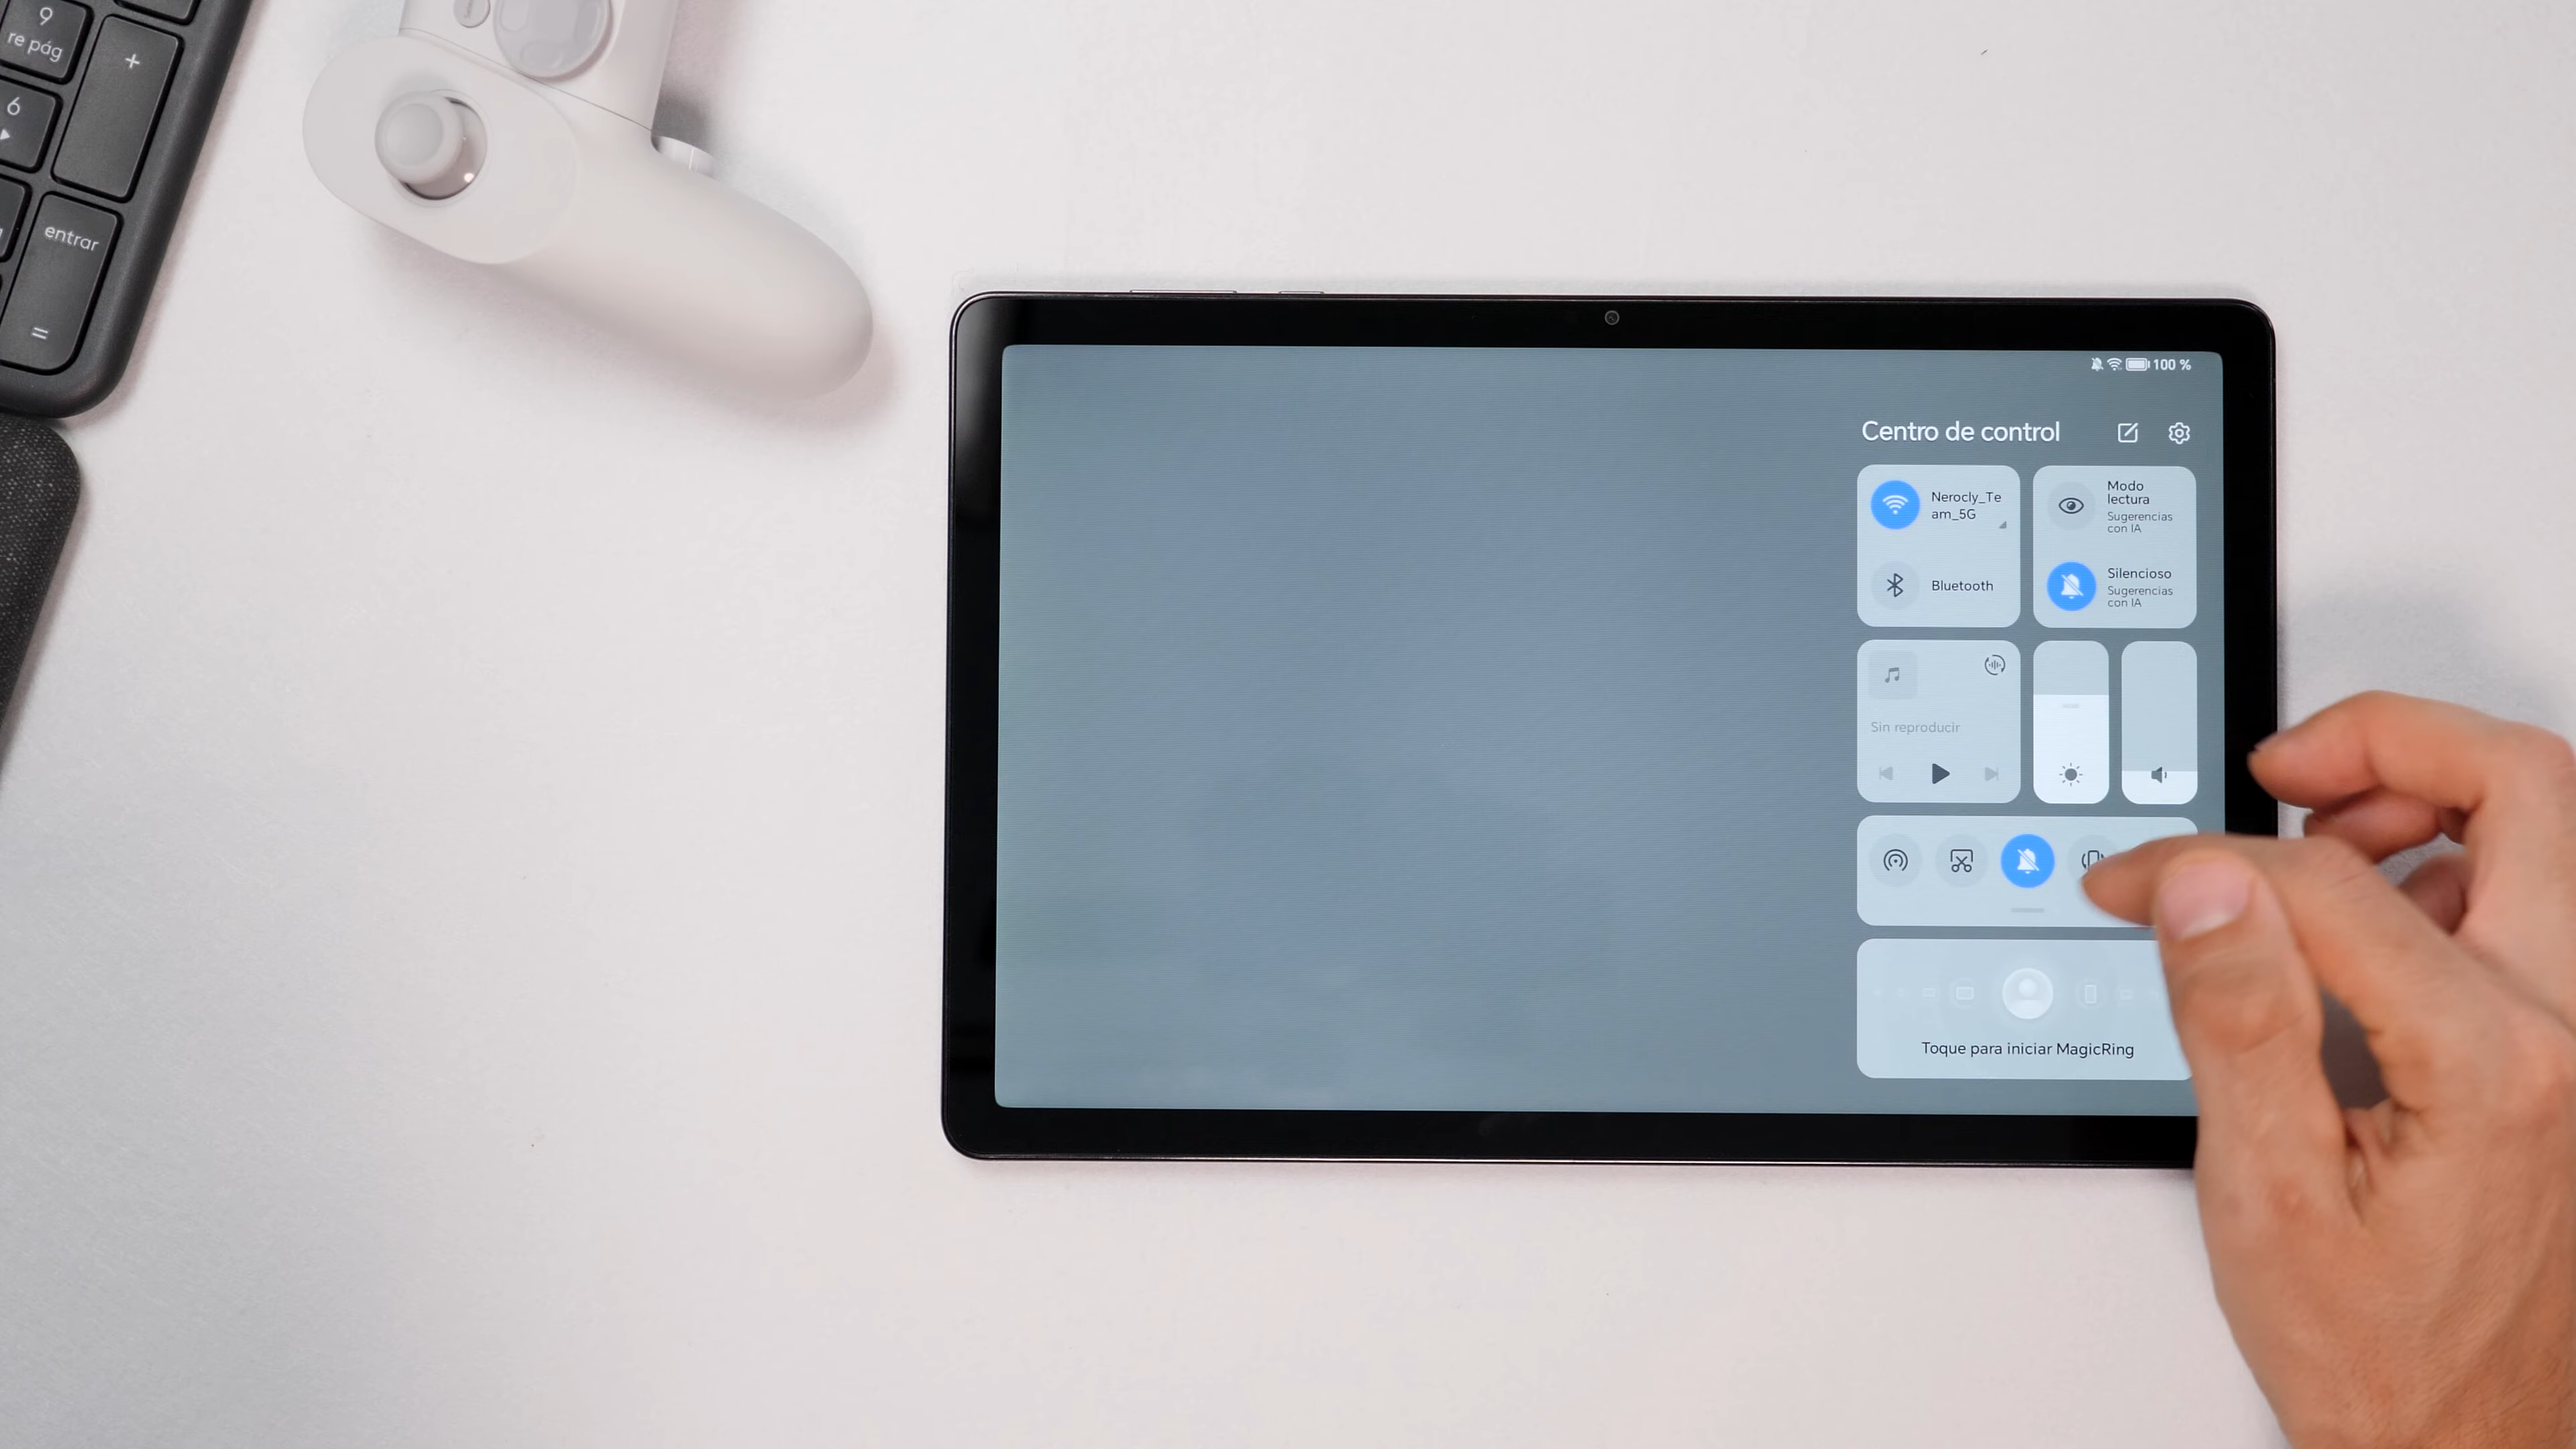 9
re pág
+
6
entrar
=
100 %
Centro de control
Nerocly_Te
am_5G
Bluetooth
Modo
lectura
Sugerencias
con IA
Silencioso
Sugerencias
con IA
Sin reproducir
Toque para iniciar MagicRing